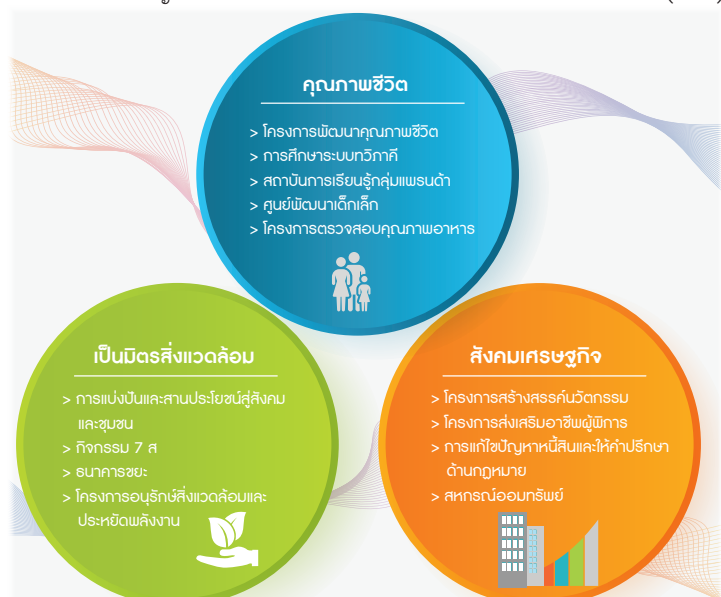 คุณภาพชีวิต
> โครงการพัฒนาคุณภาพชีวิต
> การศึกษาระบบทวิภาคี
> สถาบันการเรียนรู้กลุ่มแพรนด้า
> ศูนย์พัฒนาเด็กเล็ก
> โครงการตรวจสอบคุณภาพอาหาร
เป็นมิตรสิ่งแวดล้อม
> การแบ่งปันและสานประโยชน์สู่สังคม
และชุมชน
> กิจกรรม 7 ส
> ธนาคารขยะ
> โครงการอนุรักษ์สิ่งแวดล้อมและ
ประหยัดพลังงาน
สังคมเศรษฐกิจ
> โครงการสร้างสรรค์นวัตกรรม
> โครงการส่งเสริมอาชีพผู้พิการ
> การแก้ไขปัญหาหนี้สินและให้คำปรึกษา
ด้านกฎหมาย
> สหกรณ์ออมทรัพย์